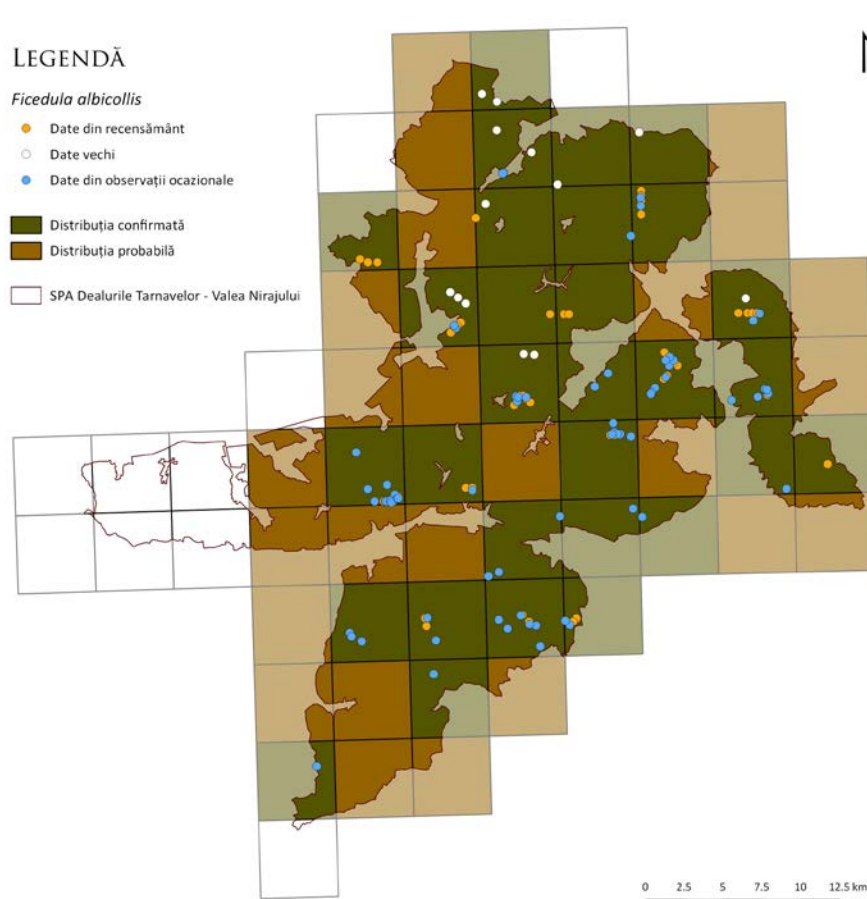 LEGENDĂ
Ficedula albicollis
Date din recensământ
Date vechi
Date din observații ocazionale
Distribuția confirmată
Distribuția probabilă
SPA Dealurile Tarnavelor - Valea Nirajului
0 2.5 5 7.5 10 12.5 km